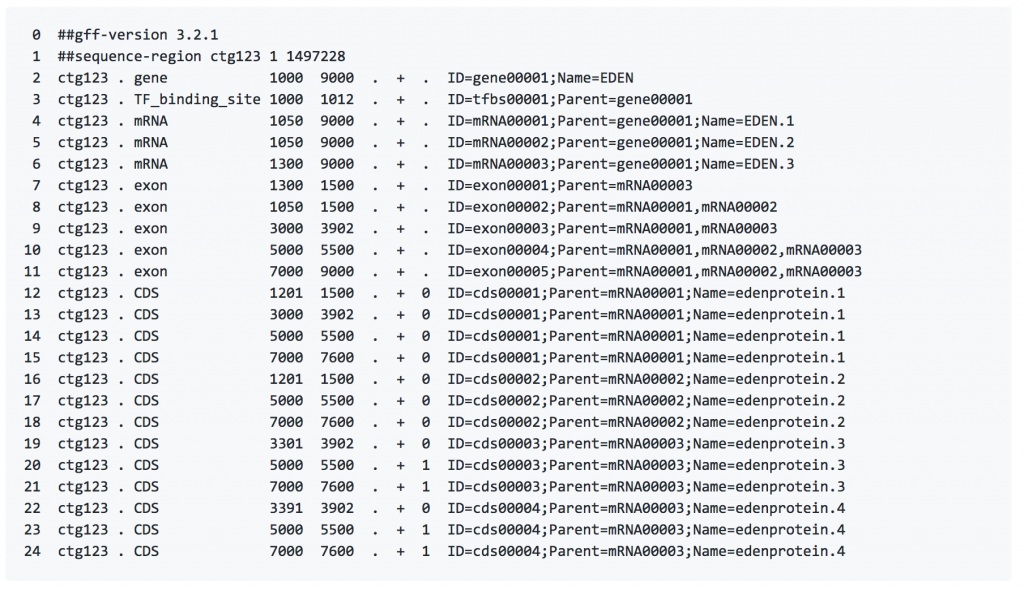 0 ##gff-version 3.2.1
1 ##sequence-region ctg123 1 1497228
2 ctg123 . gene 1000 9000 . + . ID=gene00001;Name=EDEN
3 ctg123 . TF_binding_site 1000 1012 . + . ID=tfbs00001;Parent=gene00001
4 ctg123 . mRNA 1050 9000 . + . ID=mRNA00001;Parent=gene00001;Name=EDEN.1
5 ctg123 . mRNA 1050 9000 . + . ID=mRNA00002;Parent=gene00001;Name=EDEN.2
6 ctg123 . mRNA 1300 9000 . + . ID=mRNA00003;Parent=gene00001;Name=EDEN.3
7 ctg123 . exon 1300 1500 . + . ID=exon00001;Parent=mRNA00003
8 ctg123 . exon 1050 1500 . + . ID=exon00002;Parent=mRNA00001,mRNA00002
9 ctg123 . exon 3000 3902 . + . ID=exon00003;Parent=mRNA00001,mRNA00003
10 ctg123 . exon 5000 5500 . + . ID=exon00004;Parent=mRNA00001,mRNA00002,mRNA00003
11 ctg123 . exon 7000 9000 . + . ID=exon00005;Parent=mRNA00001,mRNA00002,mRNA00003
12 ctg123 . CDS 1201 1500 . + 0 ID=cds00001;Parent=mRNA00001;Name=edenprotein.1
13 ctg123 . CDS 3000 3902 . + 0 ID=cds00001;Parent=mRNA00001;Name=edenprotein.1
14 ctg123 . CDS 5000 5500 . + 0 ID=cds00001;Parent=mRNA00001;Name=edenprotein.1
15 ctg123 . CDS 7000 7600 . + 0 ID=cds00001;Parent=mRNA00001;Name=edenprotein.1
16 ctg123 . CDS 1201 1500 . + 0 ID=cds00002;Parent=mRNA00002;Name=edenprotein.2
17 ctg123 . CDS 5000 5500 . + 0 ID=cds00002;Parent=mRNA00002;Name=edenprotein.2
18 ctg123 . CDS 7000 7600 . + 0 ID=cds00002;Parent=mRNA00002;Name=edenprotein.2
19 ctg123 . CDS 3301 3902 . + 0 ID=cds00003;Parent=mRNA00003;Name=edenprotein.3
20 ctg123 . CDS 5000 5500 . + 1 ID=cds00003;Parent=mRNA00003;Name=edenprotein.3
21 ctg123 . CDS 7000 7600 . + 1 ID=cds00003;Parent=mRNA00003;Name=edenprotein.3
22 ctg123 . CDS 3391 3902 . + 0 ID=cds00004;Parent=mRNA00003;Name=edenprotein.4
23 ctg123 . CDS 5000 5500 . + 1 ID=cds00004;Parent=mRNA00003;Name=edenprotein.4
24 ctg123 . CDS 7000 7600 . + 1 ID=cds00004;Parent=mRNA00003;Name=edenprotein.4